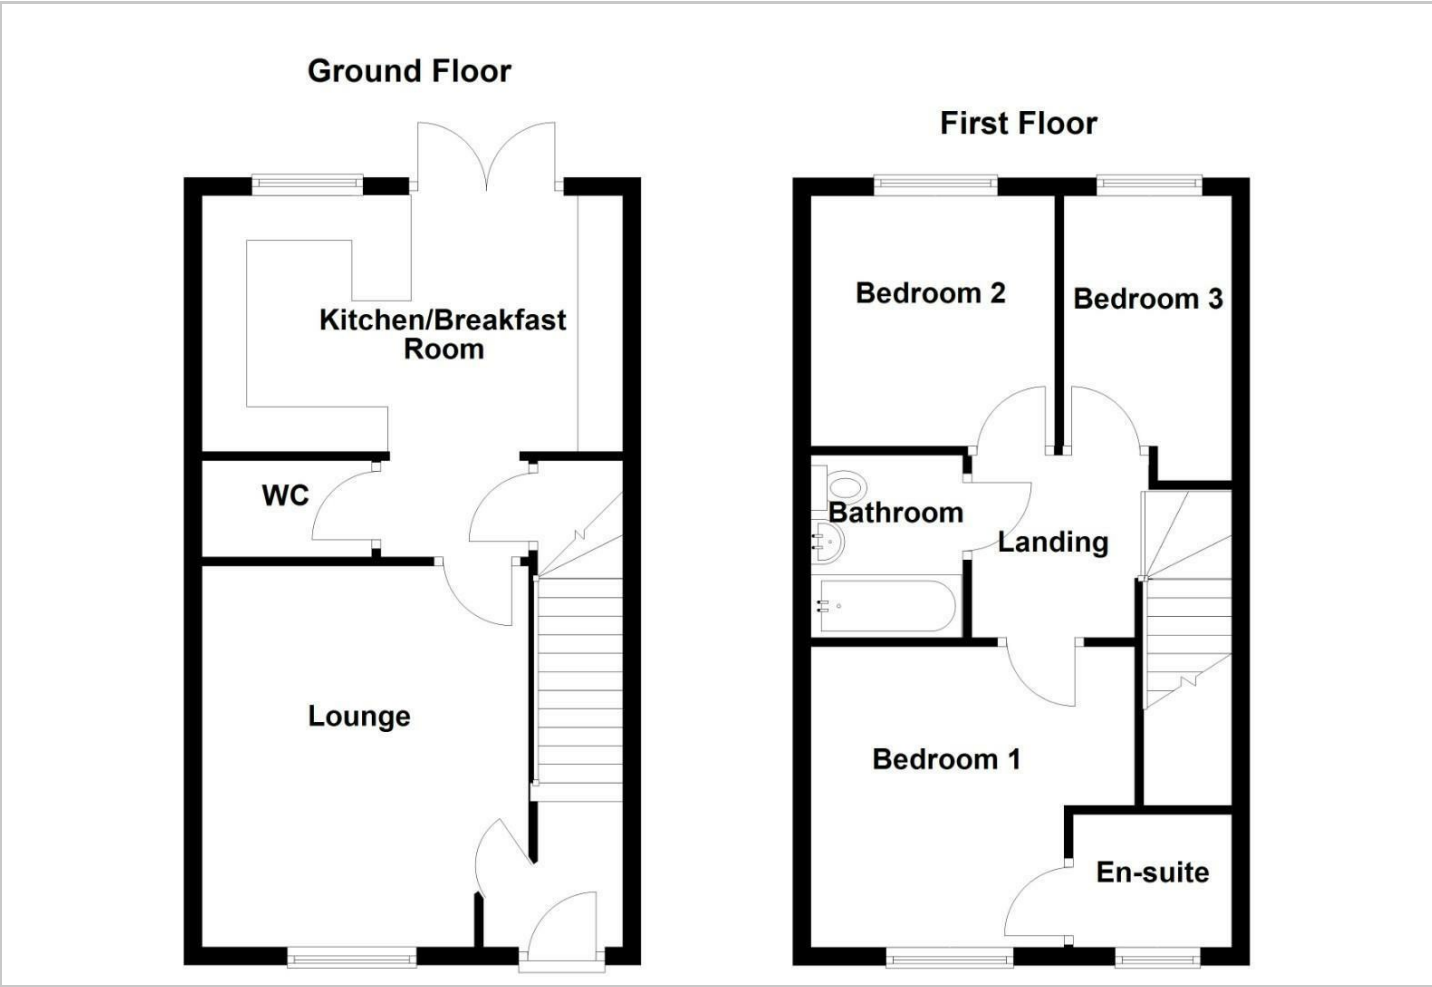 Ground Floor
Kitchen/Breakfast
Room
WC
Lounge
First Floor
Bedroom 2
Bedroom 3
Bathroom
Landing
Bedroom 1
En-suite